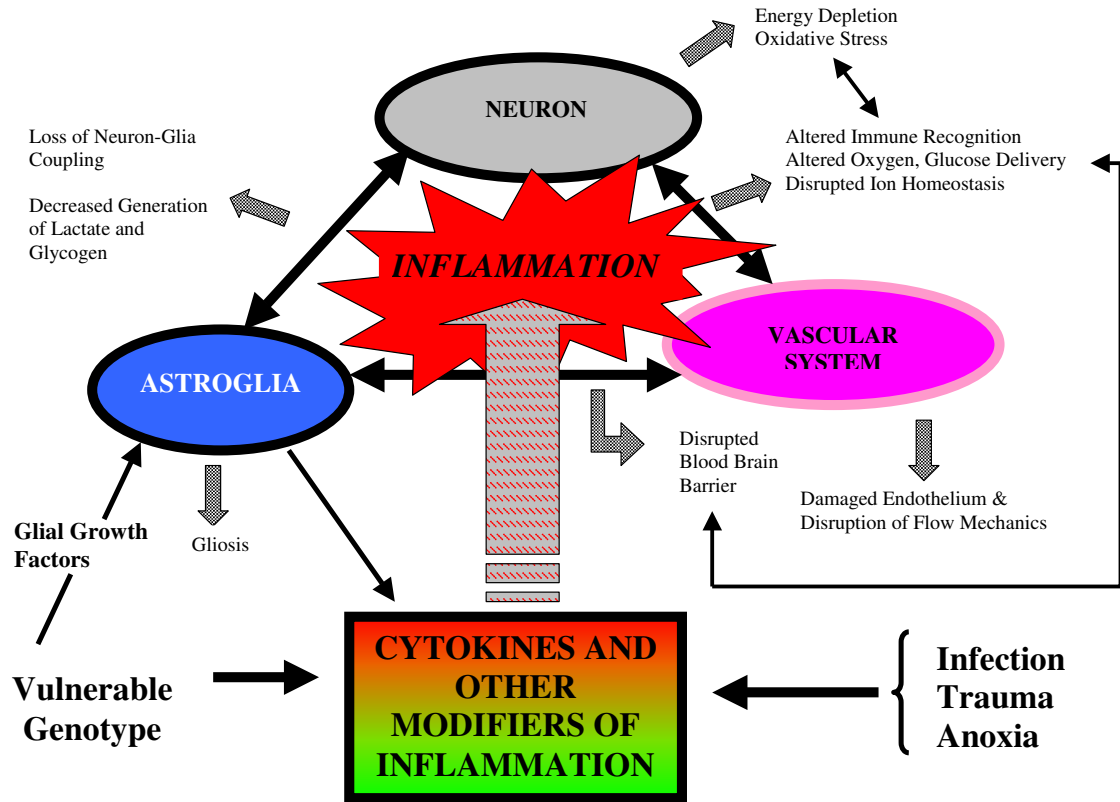 Energy Depletion
Oxidative Stress
NEURON
Loss of Neuron-Glia
Coupling
Altered Immune Recognition
Altered Oxygen, Glucose Delivery
Disrupted Ion Homeostasis
Decreased Generation
of Lactate and
Glycogen
INFLAMMATION
VASCULAR
SYSTEM
ASTROGLIA
Disrupted
Blood Brain
Barrier
Damaged Endothelium &
Disruption of Flow Mechanics
Glial Growth
Factors
Gliosis
CYTOKINES AND
OTHER
MODIFIERS OF
INFLAMMATION
Vulnerable
Genotype
Infection
Trauma
Anoxia